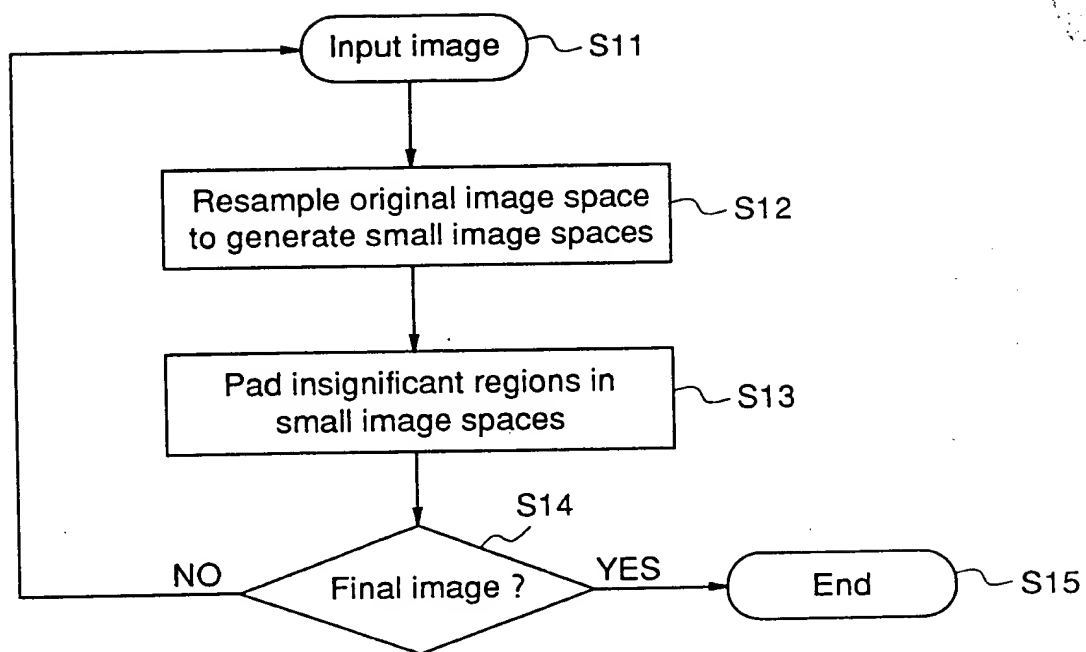 Input image
S11
Resample original image space
to generate small image spaces
S12
Pad insignificant regions in
small image spaces
S13
S14
NO
Final image ?
YES
End
S15